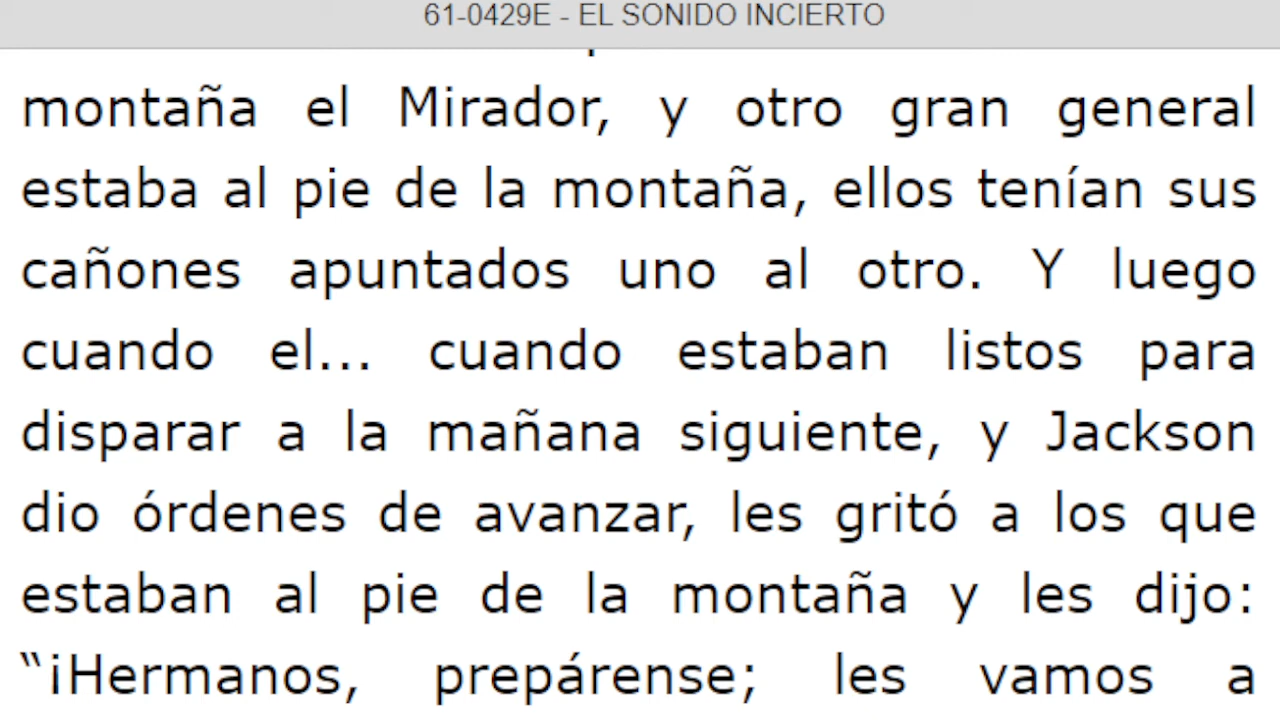 61-0429E - EL SONIDO INCIERTO
montaña el Mirador, y otro gran general
estaba al pie de la montaña, ellos tenían sus
cañones apuntados uno al otro. Y luego
cuando el... cuando estaban listos para
disparar a la mañana siguiente, y Jackson
dio órdenes de avanzar, les gritó a los que
estaban al pie de la montaña y les dijo:
“¡Hermanos, prepárense; les vamos a